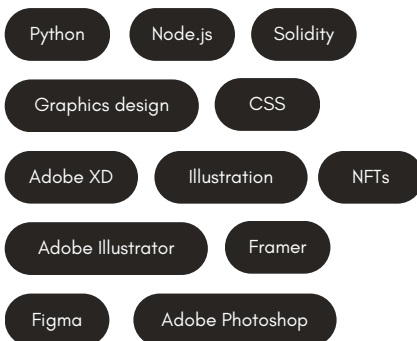 Python Node.js Solidity
Graphics design CSS
Adobe XD Illustration NFTs
Adobe Illustrator Framer
Figma Adobe Photoshop